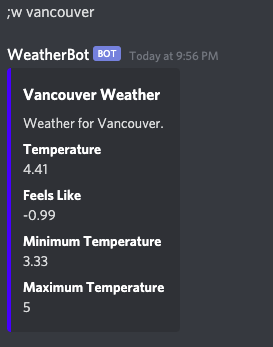 ;w vancouver
WeatherBot BOT Today at 9:56 PM
Vancouver Weather
Weather for Vancouver.
Temperature
4.41
Feels Like
-0.99
Minimum Temperature
3.33
Maximum Temperature
5